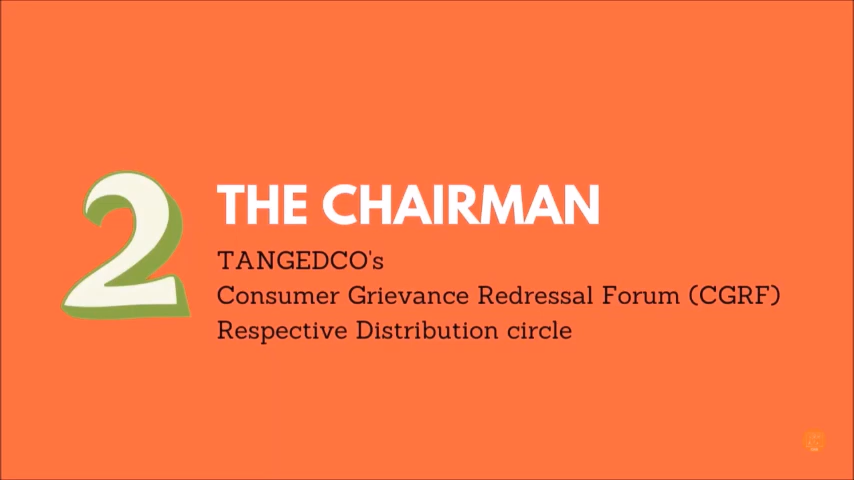 2
THE CHAIRMAN
TANGEDCO's
Consumer Grievance Redressal Forum (CGRF)
Respective Distribution circle